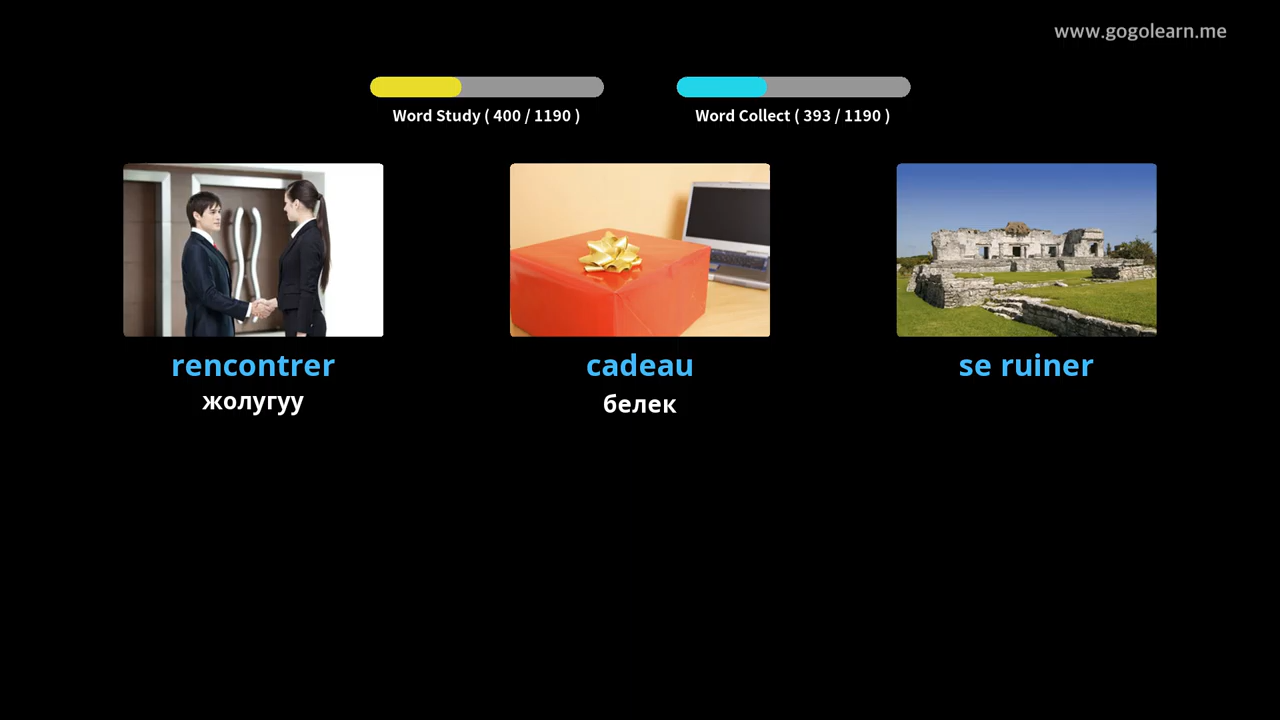 www.gogolearn.me
Word Study ( 400 / 1190 )
Word Collect ( 393 / 1190 )
rencontrer
жолугуу
cadeau
белек
se ruiner